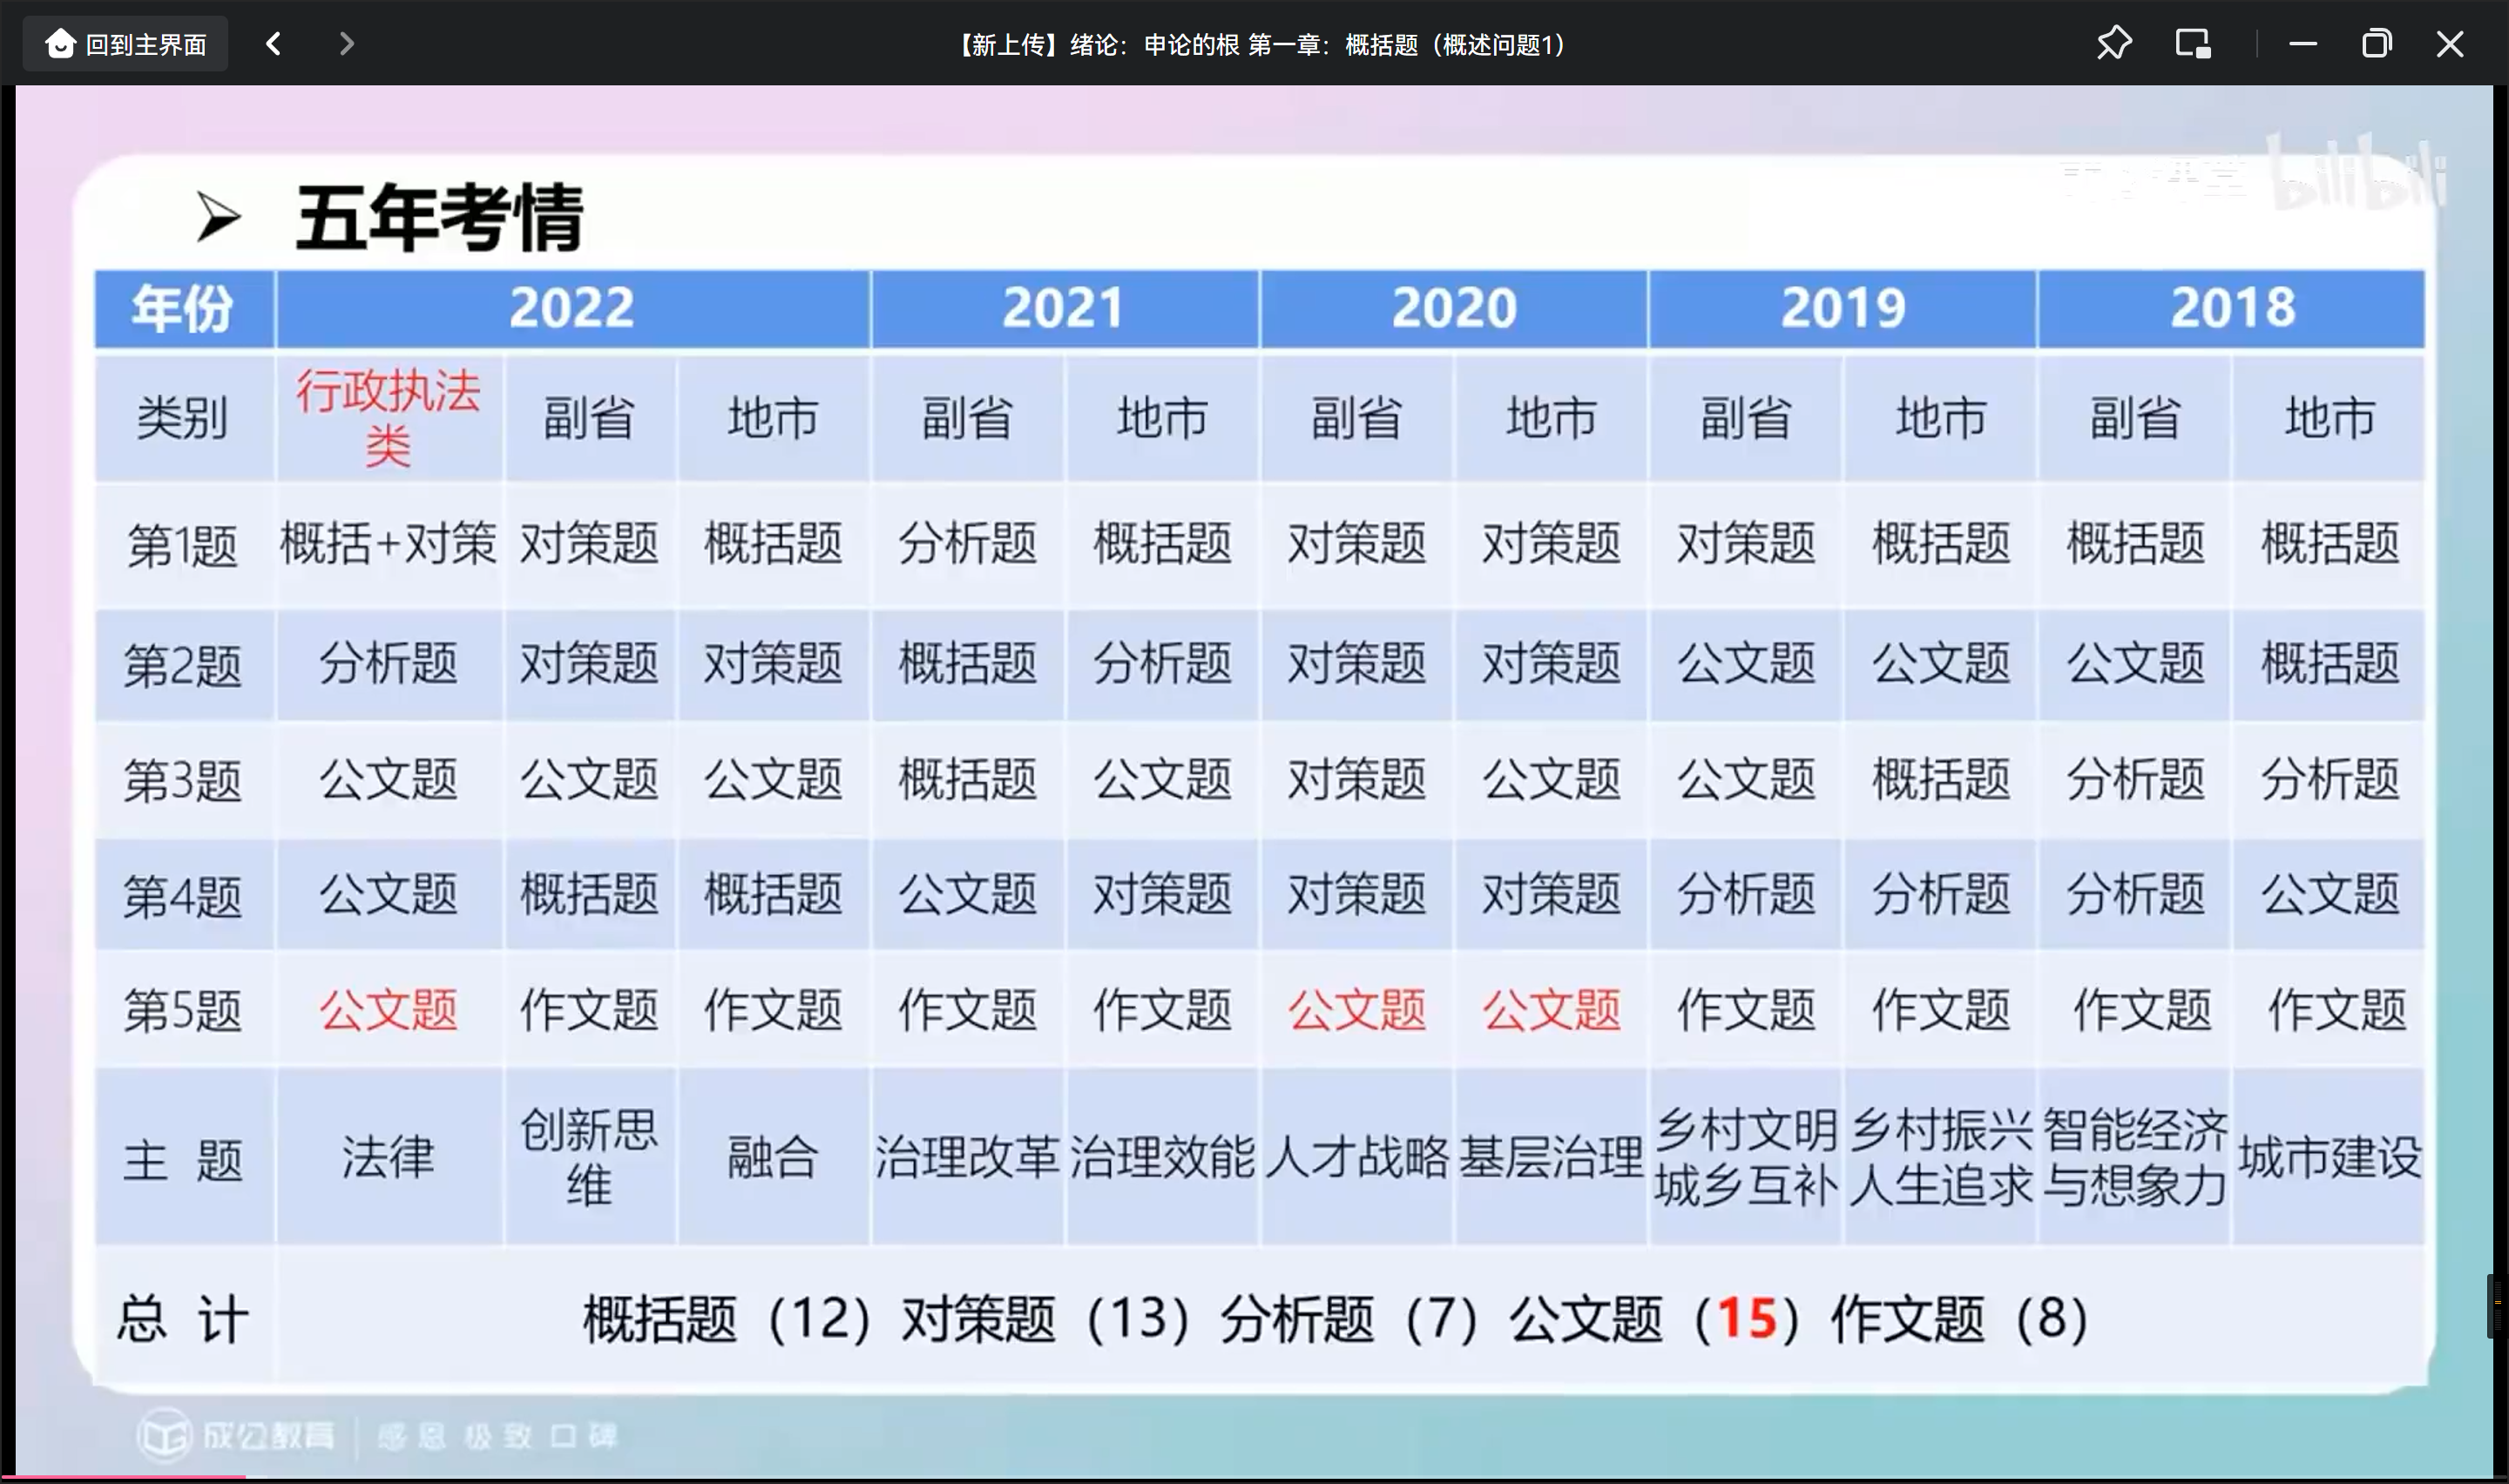 回到主界面
【新上传】绪论：申论的根 第一章：概括题（概述问题1）
bilibili
五年考情
年份 2022 2021 2020 2019 2018
类别 行政执法类 副省 地市 副省 地市 副省 地市 副省 地市 副省 地市
第1题 概括+对策 对策题 概括题 分析题 概括题 对策题 对策题 对策题 概括题 概括题 概括题
第2题 分析题 对策题 对策题 概括题 分析题 对策题 对策题 公文题 公文题 公文题 概括题
第3题 公文题 公文题 公文题 概括题 公文题 对策题 公文题 公文题 概括题 分析题 分析题
第4题 公文题 概括题 概括题 公文题 对策题 对策题 对策题 分析题 分析题 分析题 公文题
第5题 公文题 作文题 作文题 作文题 作文题 公文题 公文题 作文题 作文题 作文题 作文题
主 题 法律 创新思维 融合 治理改革 治理效能 人才战略 基层治理 乡村文明城乡互补 乡村振兴人生追求 智能经济与想象力 城市建设
总 计 概括题（12）对策题（13）分析题（7）公文题（15）作文题（8）
成公教育 感恩 极致 口碑